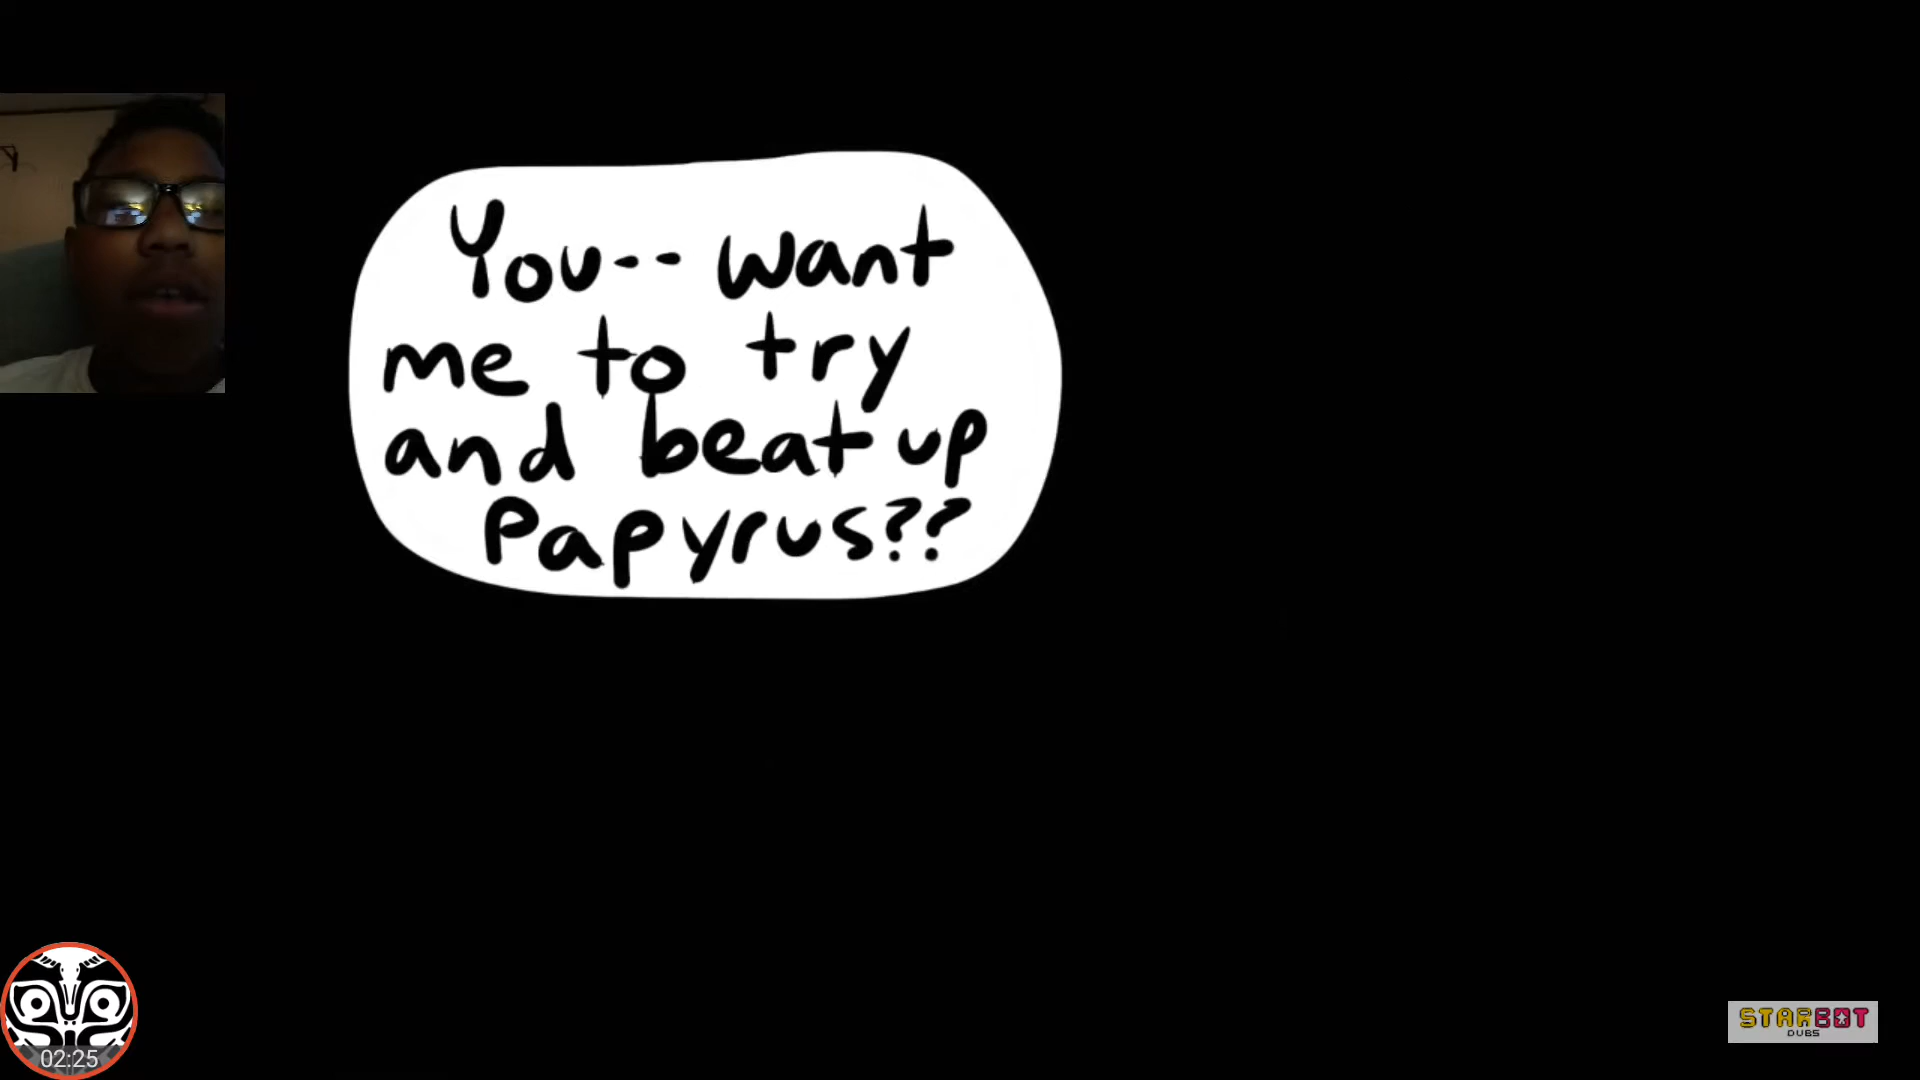 You-- want
me to try
and beat up
Papyrus??
02:25
STARBOT
DUBS